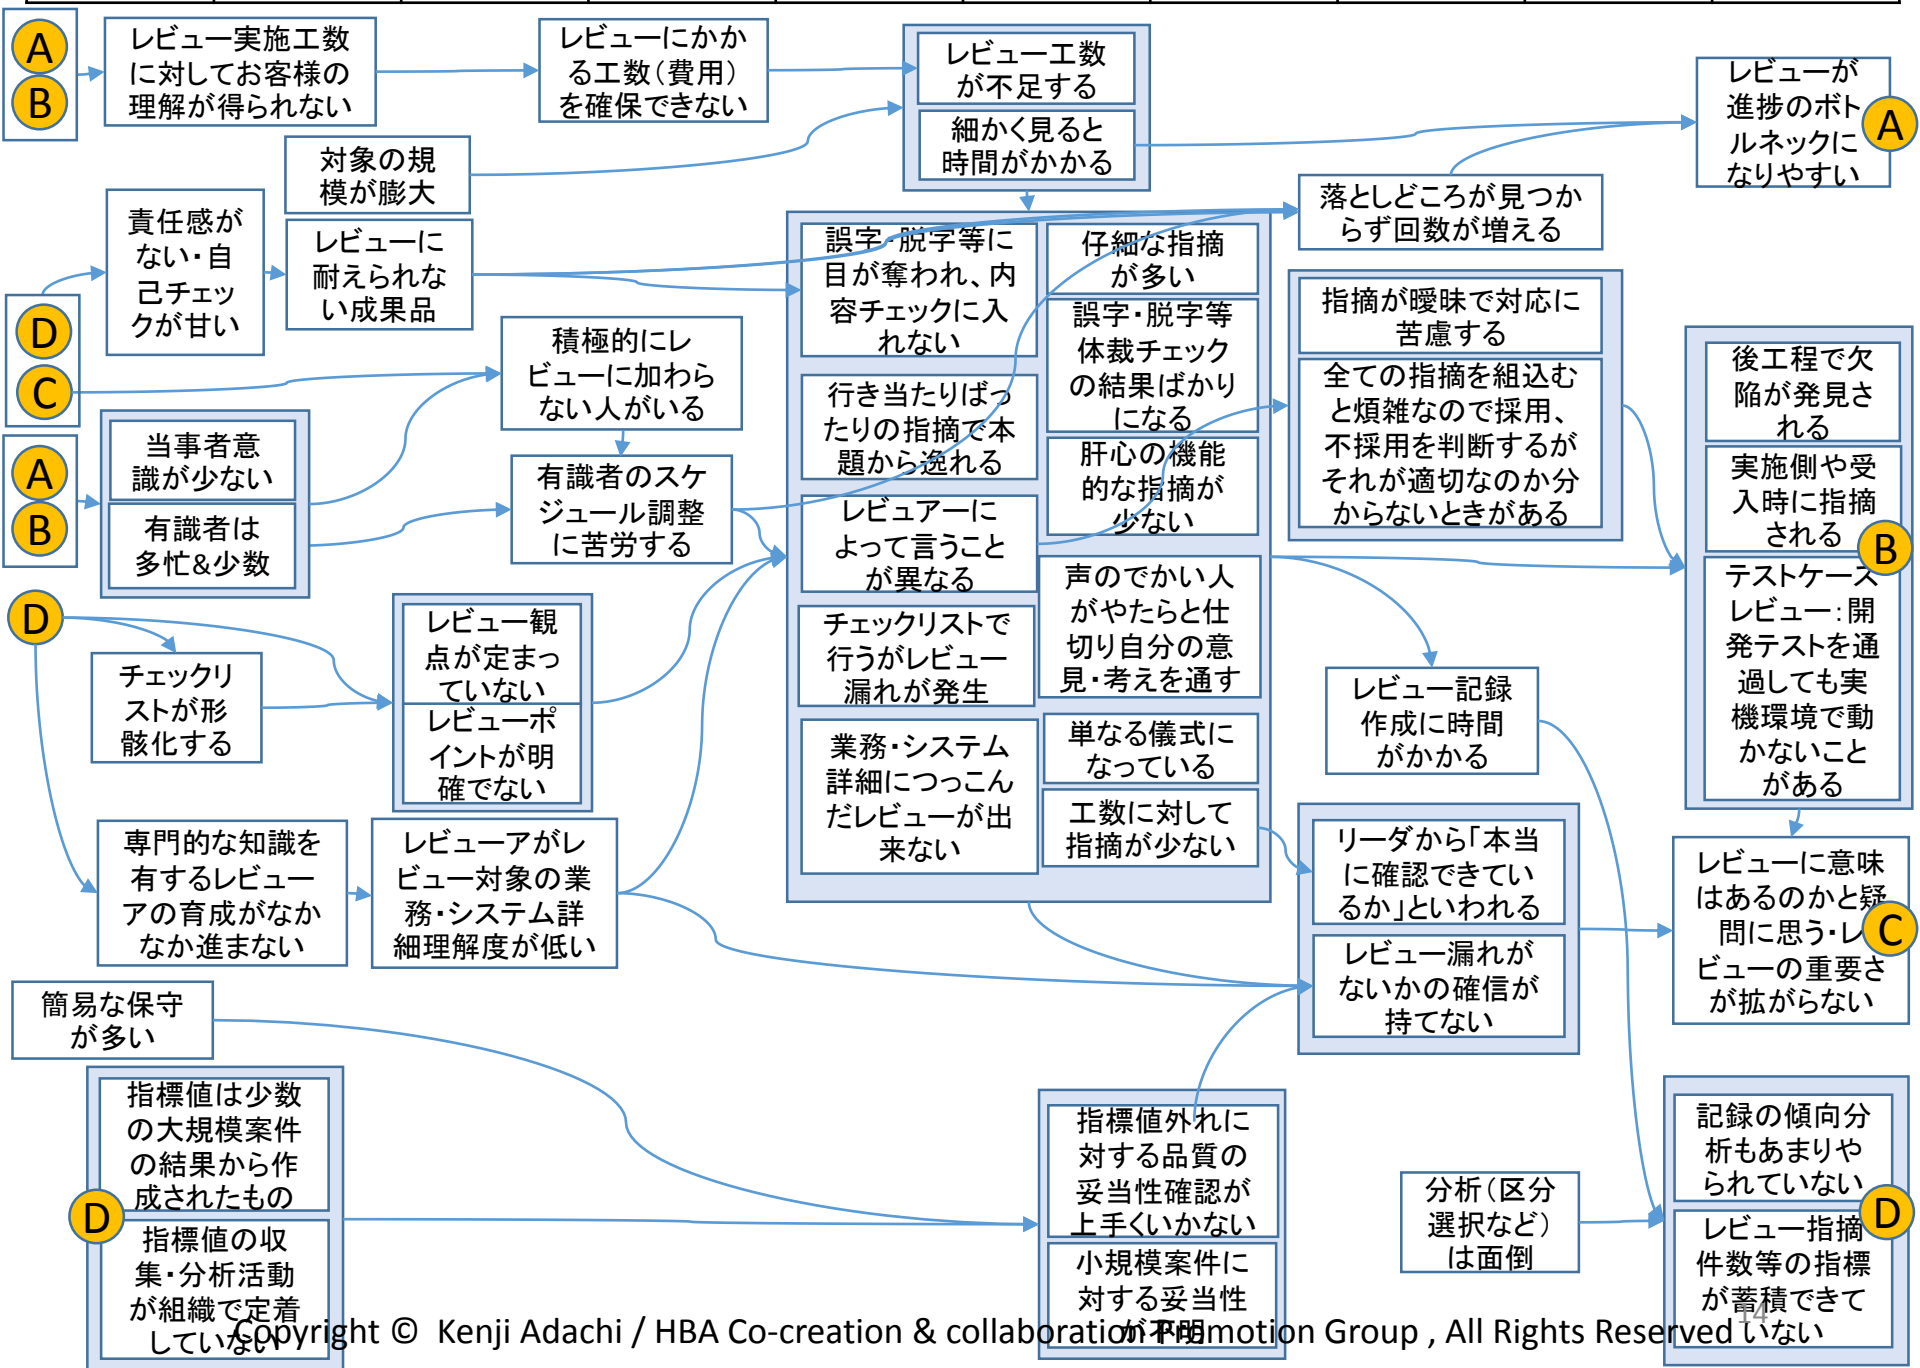 A
B
レビュー実施工数
に対してお客様の
理解が得られない
レビューにかか
る工数（費用）
を確保できない
レビュー工数
が不足する
細かく見ると
時間がかかる
レビューが
進捗のボト
ルネックに
なりやすい
A
対象の規
模が膨大
責任感が
ない・自
己チェッ
クが甘い
レビューに
耐えられな
い成果品
落としどころが見つか
らず回数が増える
D
C
積極的にレ
ビューに加わら
ない人がいる
A
B
当事者意
識が少ない
有識者は
多忙&少数
有識者のスケ
ジュール調整
に苦労する
誤字・脱字等に
目が奪われ、内
容チェックに入
れない
行き当たりばっ
たりの指摘で本
題から逸れる
レビュアーに
よって言うこと
が異なる
チェックリストで
行うがレビュー
漏れが発生
業務・システム
詳細につっこん
だレビューが出
来ない
仔細な指摘
が多い
誤字・脱字等
体裁チェック
の結果ばかり
になる
肝心の機能
的な指摘が
少ない
声のでかい人
がやたらと仕
切り自分の意
見・考えを通す
単なる儀式に
なっている
工数に対して
指摘が少ない
指摘が曖昧で対応に
苦慮する
全ての指摘を組込む
と煩雑なので採用、
不採用を判断するが
それが適切なのか分
からないときがある
後工程で欠
陥が発見さ
れる
実施側や受
入時に指摘
される
B
テストケース
レビュー：開
発テストを通
過しても実
機環境で動
かないこと
がある
D
チェックリ
ストが形
骸化する
レビュー観
点が定まっ
ていない
レビューポ
イントが明
確でない
レビュー記録
作成に時間
がかかる
専門的な知識を
有するレビュー
アの育成がなか
なか進まない
レビューアがレ
ビュー対象の業
務・システム詳
細理解度が低い
リーダから「本当
に確認できてい
るか」といわれる
レビュー漏れが
ないかの確信が
持てない
レビューに意味
はあるのかと疑
問に思う・レ
ビューの重要さ
が拡がらない
C
簡易な保守
が多い
指標値は少数
の大規模案件
の結果から作
成されたもの
D
指標値の収
集・分析活動
が組織で定着
していない
指標値外れに
対する品質の
妥当性確認が
上手くいかない
小規模案件に
対する妥当性
が不明
分析（区分
選択など）
は面倒
記録の傾向分
析もあまりや
られていない
D
レビュー指摘
件数等の指標
が蓄積できて
いない
Copyright © Kenji Adachi / HBA Co-creation & collaboration Promotion Group , All Rights Reserved
14